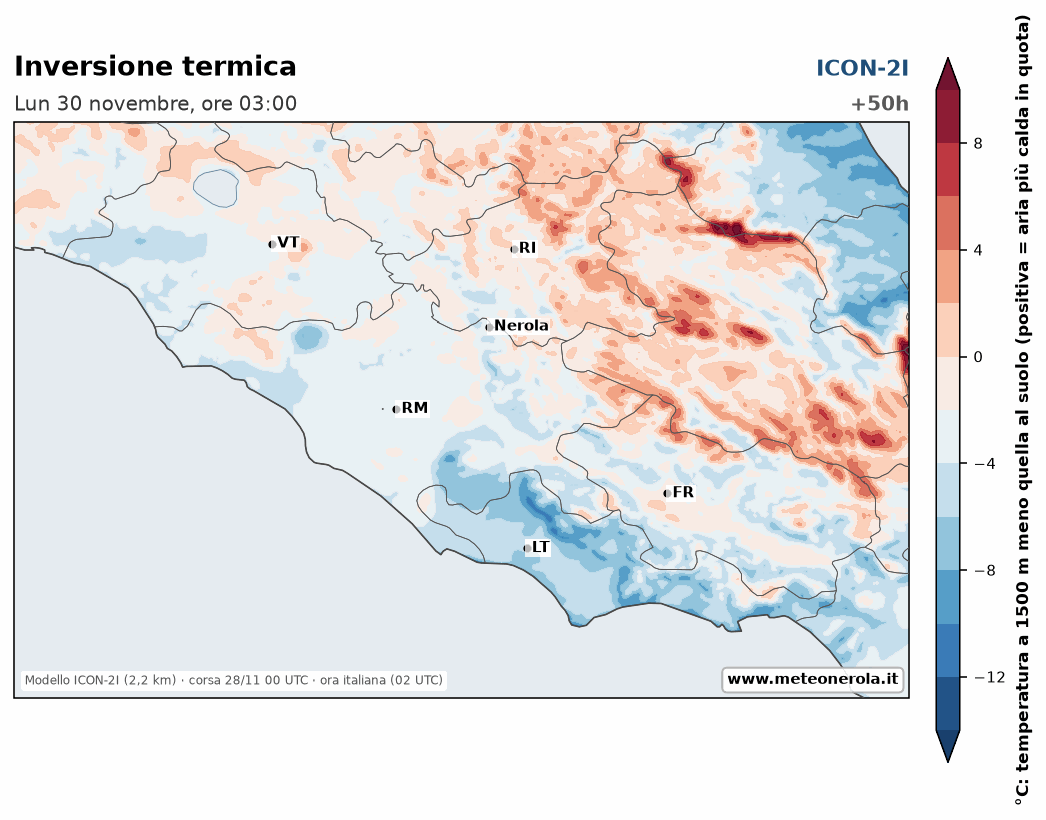 Inversione termica
ICON-2I
Lun 30 novembre, ore 03:00
+50h
VT
RI
Nerola
RM
FR
LT
Modello ICON-2I (2,2 km) · corsa 28/11 00 UTC · ora italiana (02 UTC)
www.meteonerola.it
8
4
0
−4
−8
−12
°C: temperatura a 1500 m meno quella al suolo (positiva = aria più calda in quota)